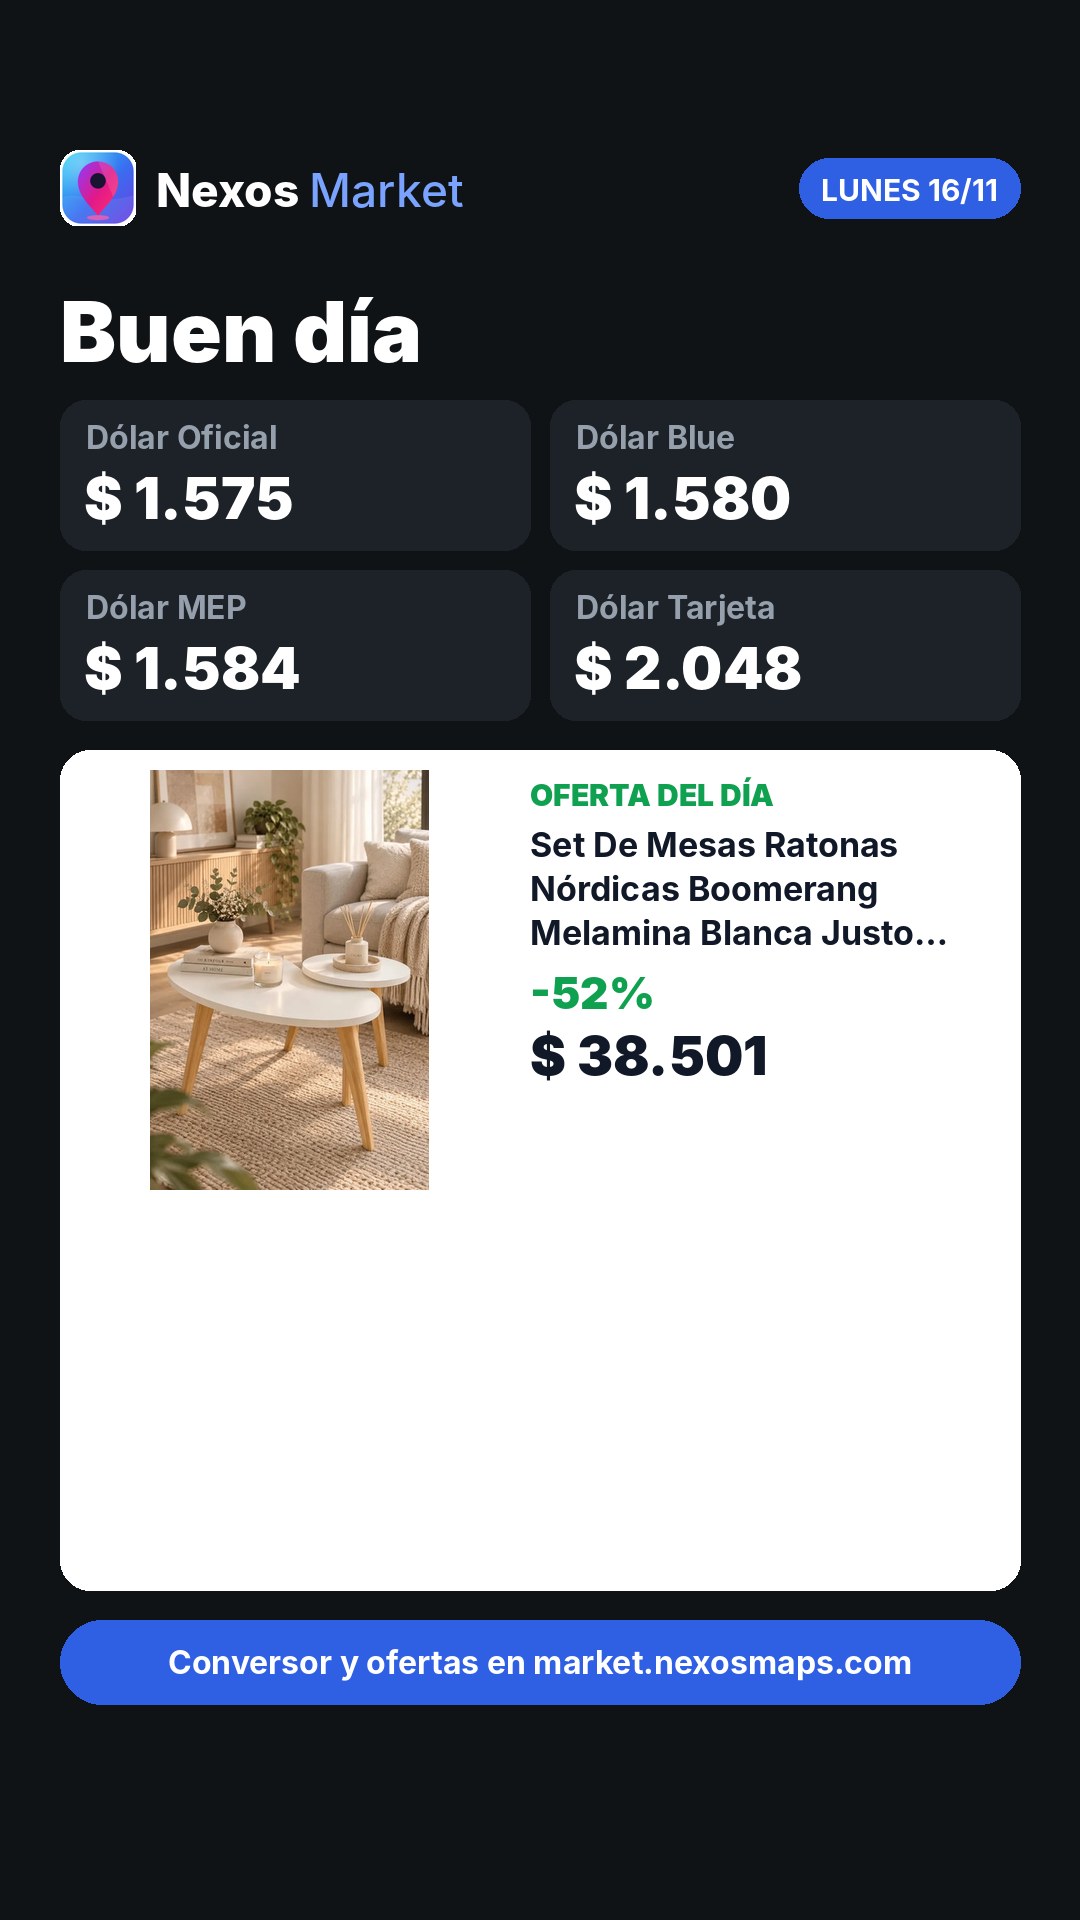 Nexos Market
LUNES 16/11
Buen día
Dólar Oficial
$ 1.575
Dólar Blue
$ 1.580
Dólar MEP
$ 1.584
Dólar Tarjeta
$ 2.048
OFERTA DEL DÍA
Set De Mesas Ratonas
Nórdicas Boomerang
Melamina Blanca Justo...
-52%
$ 38.501
Conversor y ofertas en market.nexosmaps.com